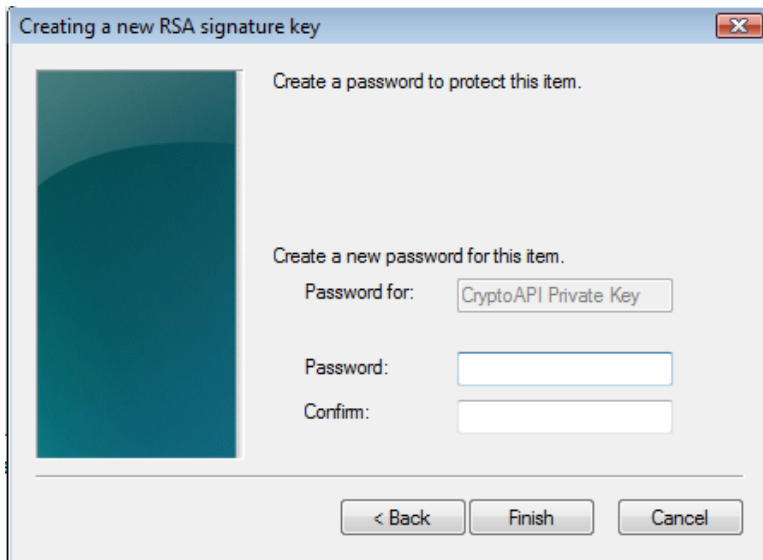 Creating a new RSA signature key
Create a password to protect this item.
Create a new password for this item.
Password for: CryptoAPI Private Key
Password:
Confirm:
< Back Finish Cancel